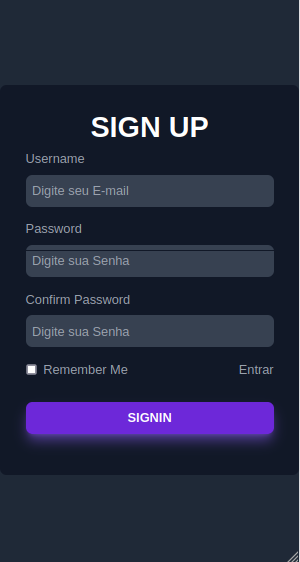 SIGN UP
Username
Digite seu E-mail
Password
Digite sua Senha
Confirm Password
Digite sua Senha
Remember Me Entrar
SIGNIN